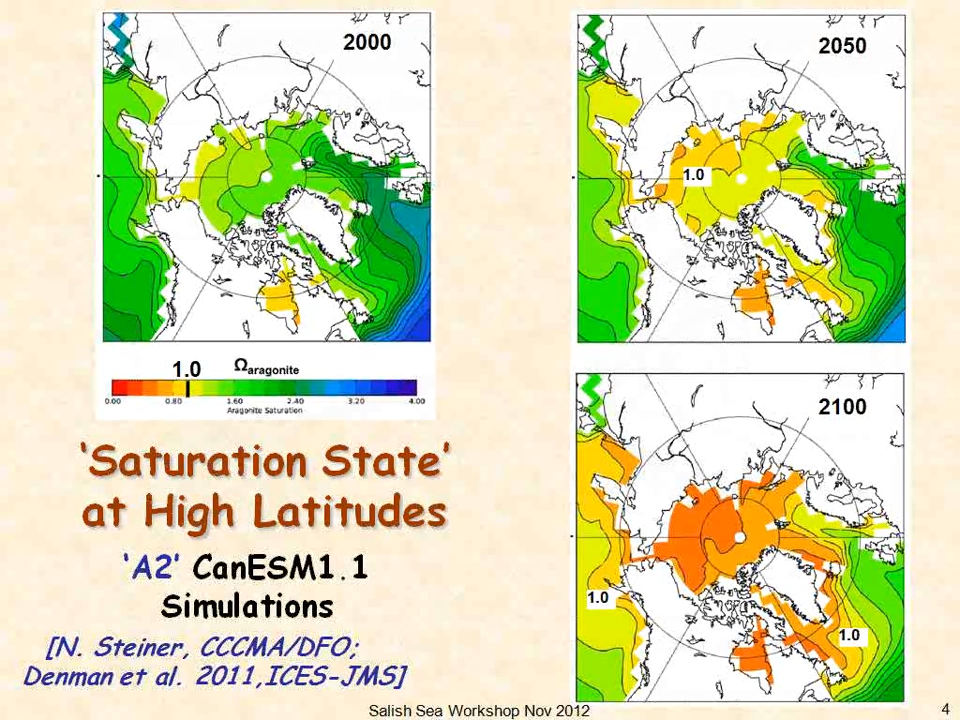 2000
2050
1.0
1.0 Ωaragonite
0.00 0.80 1.60 2.40 3.20 4.00
Aragonite Saturation
2100
1.0
1.0
‘Saturation State’
at High Latitudes
‘A2’ CanESM1.1
Simulations
[N. Steiner, CCCMA/DFO;
Denman et al. 2011,ICES-JMS]
Salish Sea Workshop Nov 2012
4